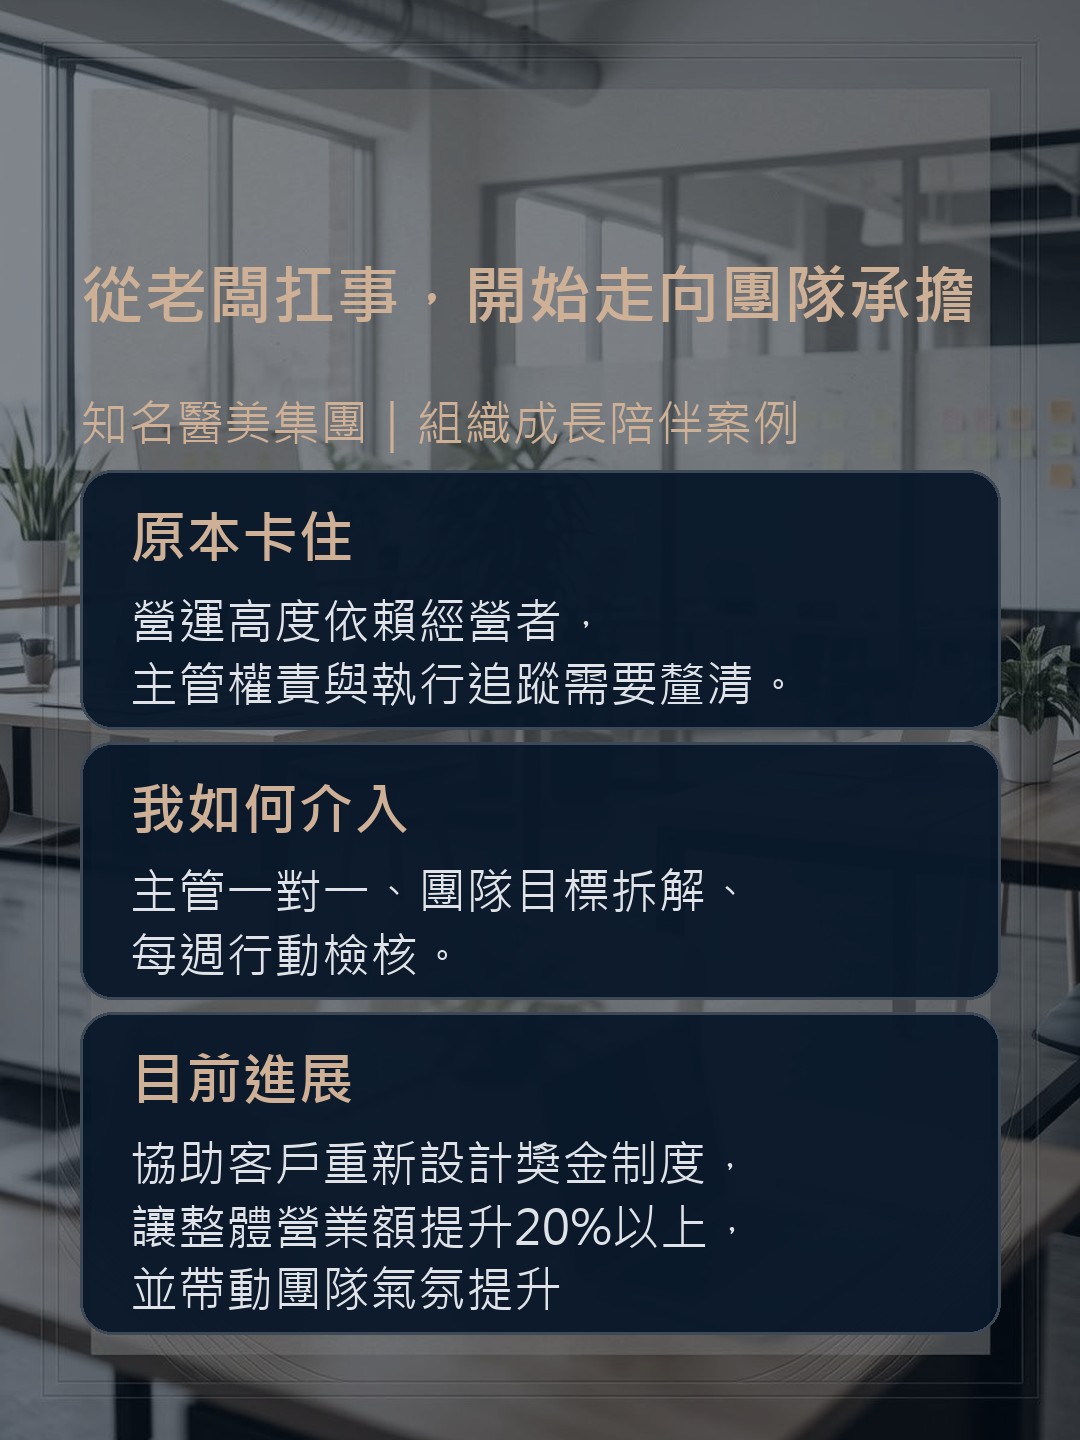 從老闆扛事，開始走向團隊承擔
知名醫美集團｜組織成長陪伴案例
原本卡住
營運高度依賴經營者，
主管權責與執行追蹤需要釐清。
我如何介入
主管一對一、團隊目標拆解、
每週行動檢核。
目前進展
協助客戶重新設計獎金制度，
讓整體營業額提升20%以上，
並帶動團隊氣氛提升